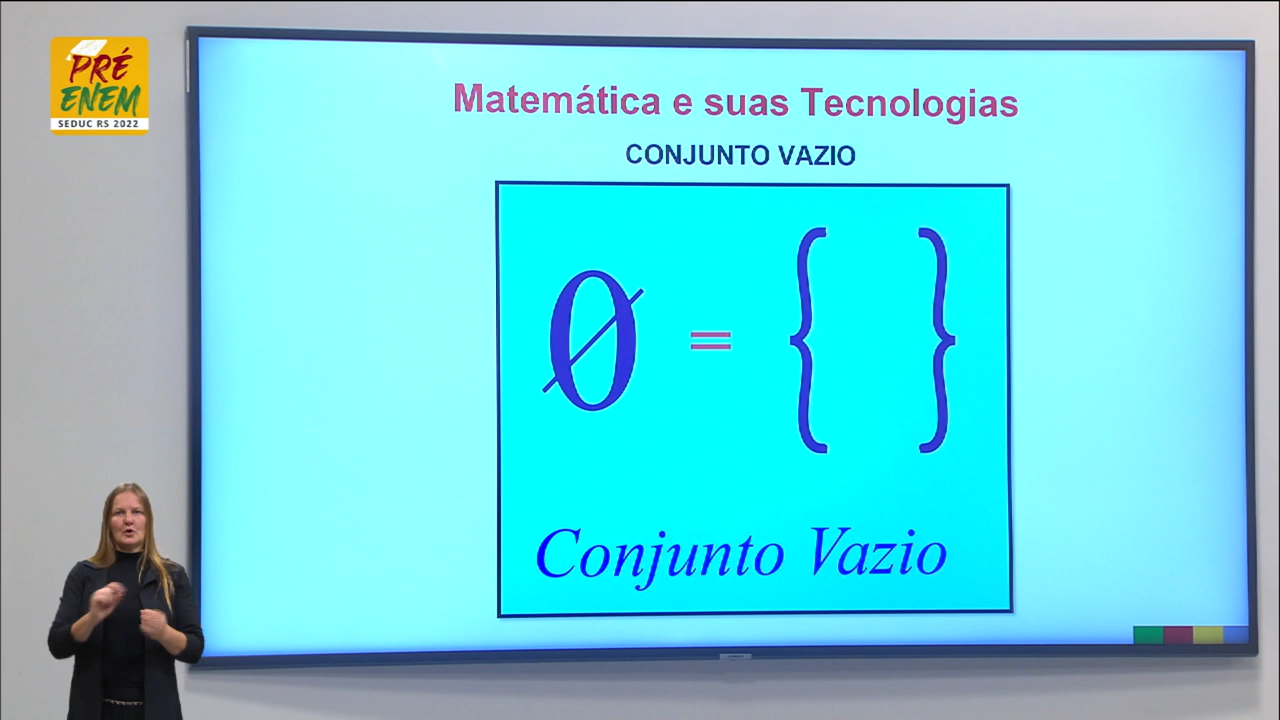 PRÉ
ENEM
SEDUC RS 2022
Matemática e suas Tecnologias
CONJUNTO VAZIO
Ø = { }
Conjunto Vazio